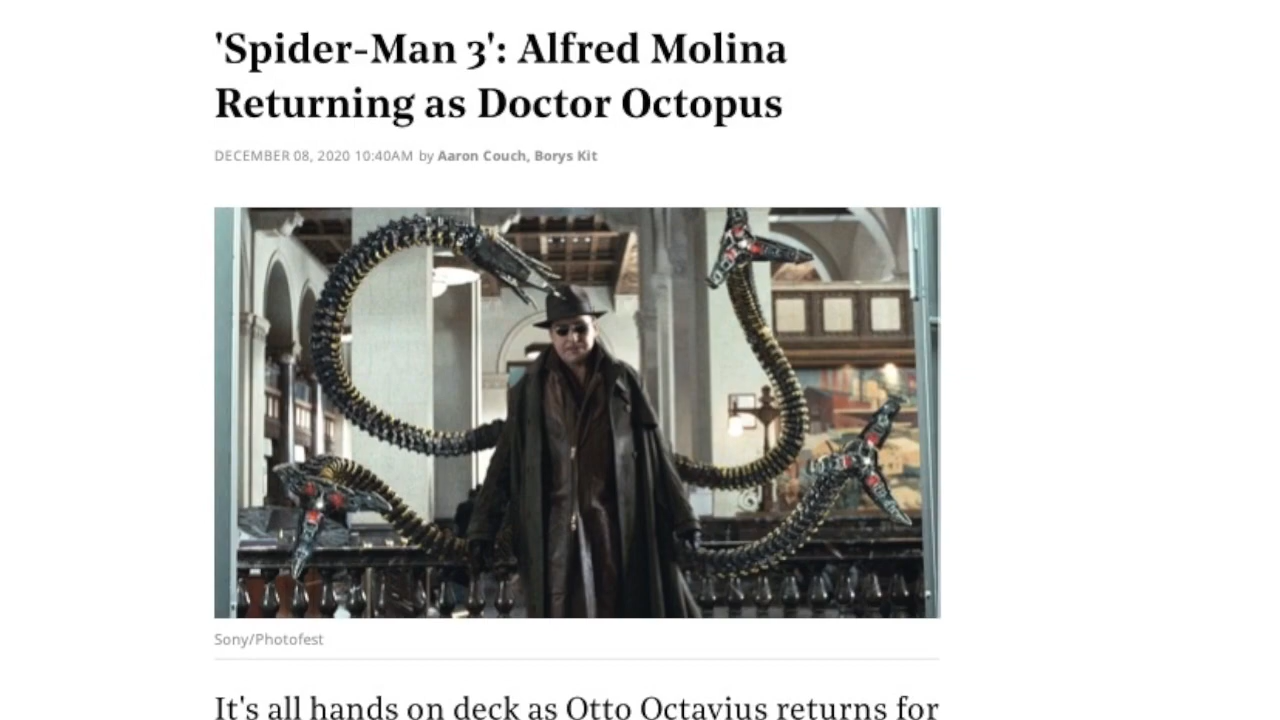 'Spider-Man 3': Alfred Molina
Returning as Doctor Octopus
DECEMBER 08, 2020 10:40AM by Aaron Couch, Borys Kit
Sony/Photofest
It's all hands on deck as Otto Octavius returns for